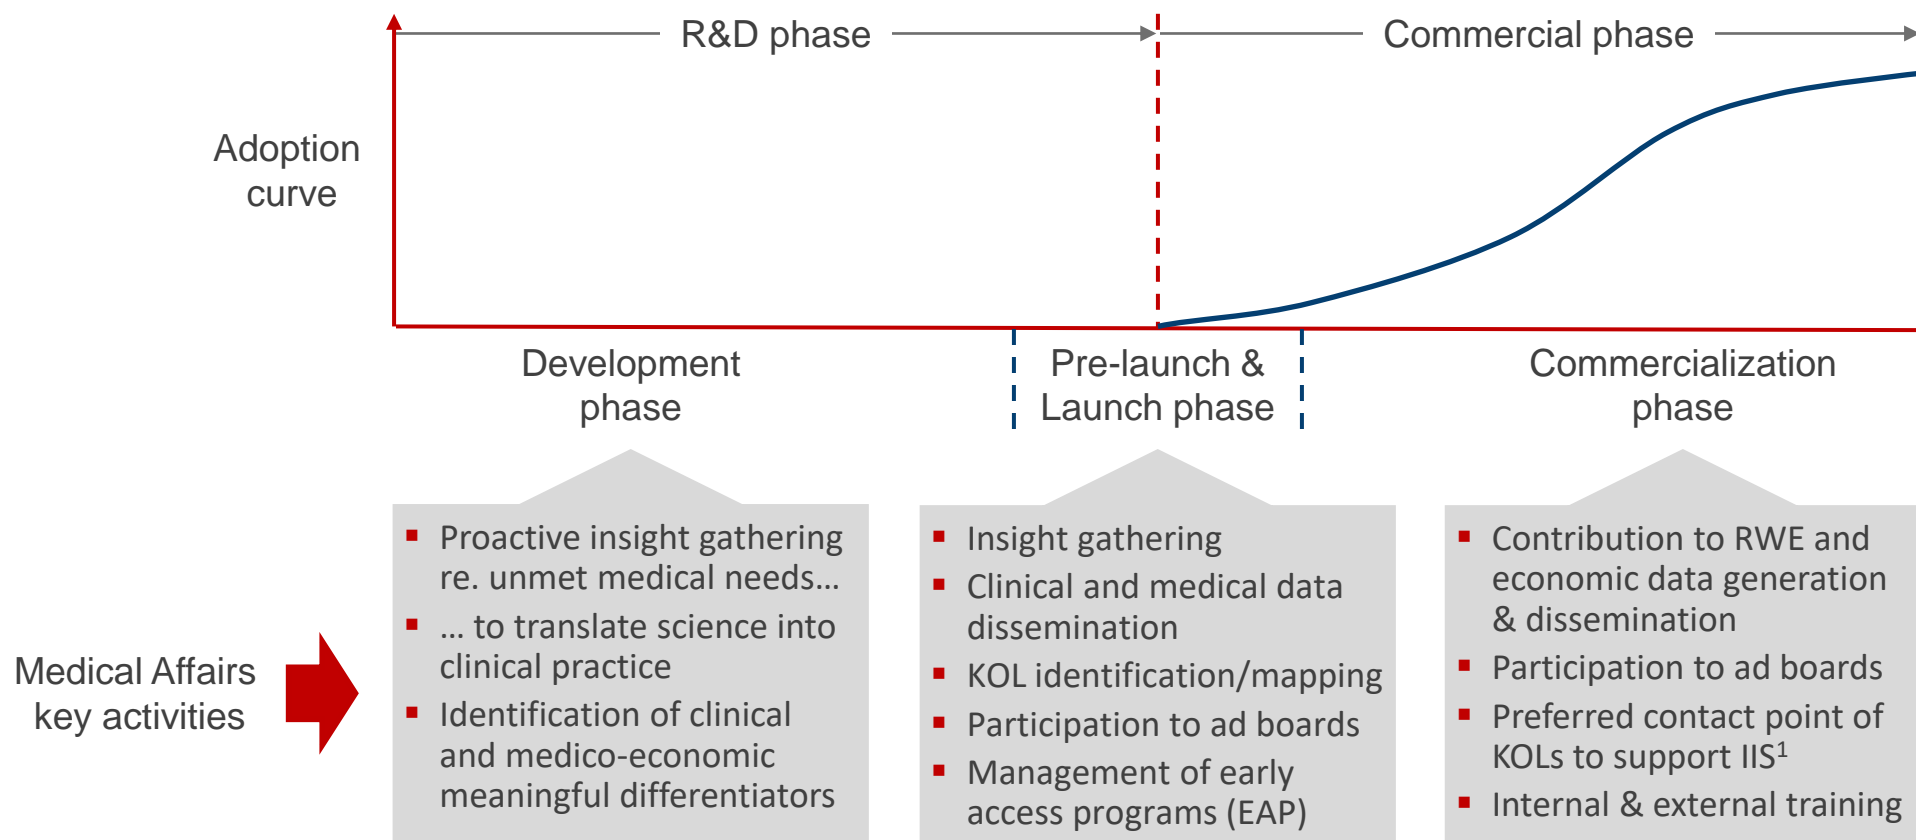 R&D phase
Commercial phase
Adoption
curve
Development
phase
Pre-launch &
Launch phase
Commercialization
phase
Medical Affairs
key activities
▪ Proactive insight gathering
re. unmet medical needs…
▪ … to translate science into
clinical practice
▪ Identification of clinical
and medico-economic
meaningful differentiators
▪ Insight gathering
▪ Clinical and medical data
dissemination
▪ KOL identification/mapping
▪ Participation to ad boards
▪ Management of early
access programs (EAP)
▪ Contribution to RWE and
economic data generation
& dissemination
▪ Participation to ad boards
▪ Preferred contact point of
KOLs to support IIS¹
▪ Internal & external training